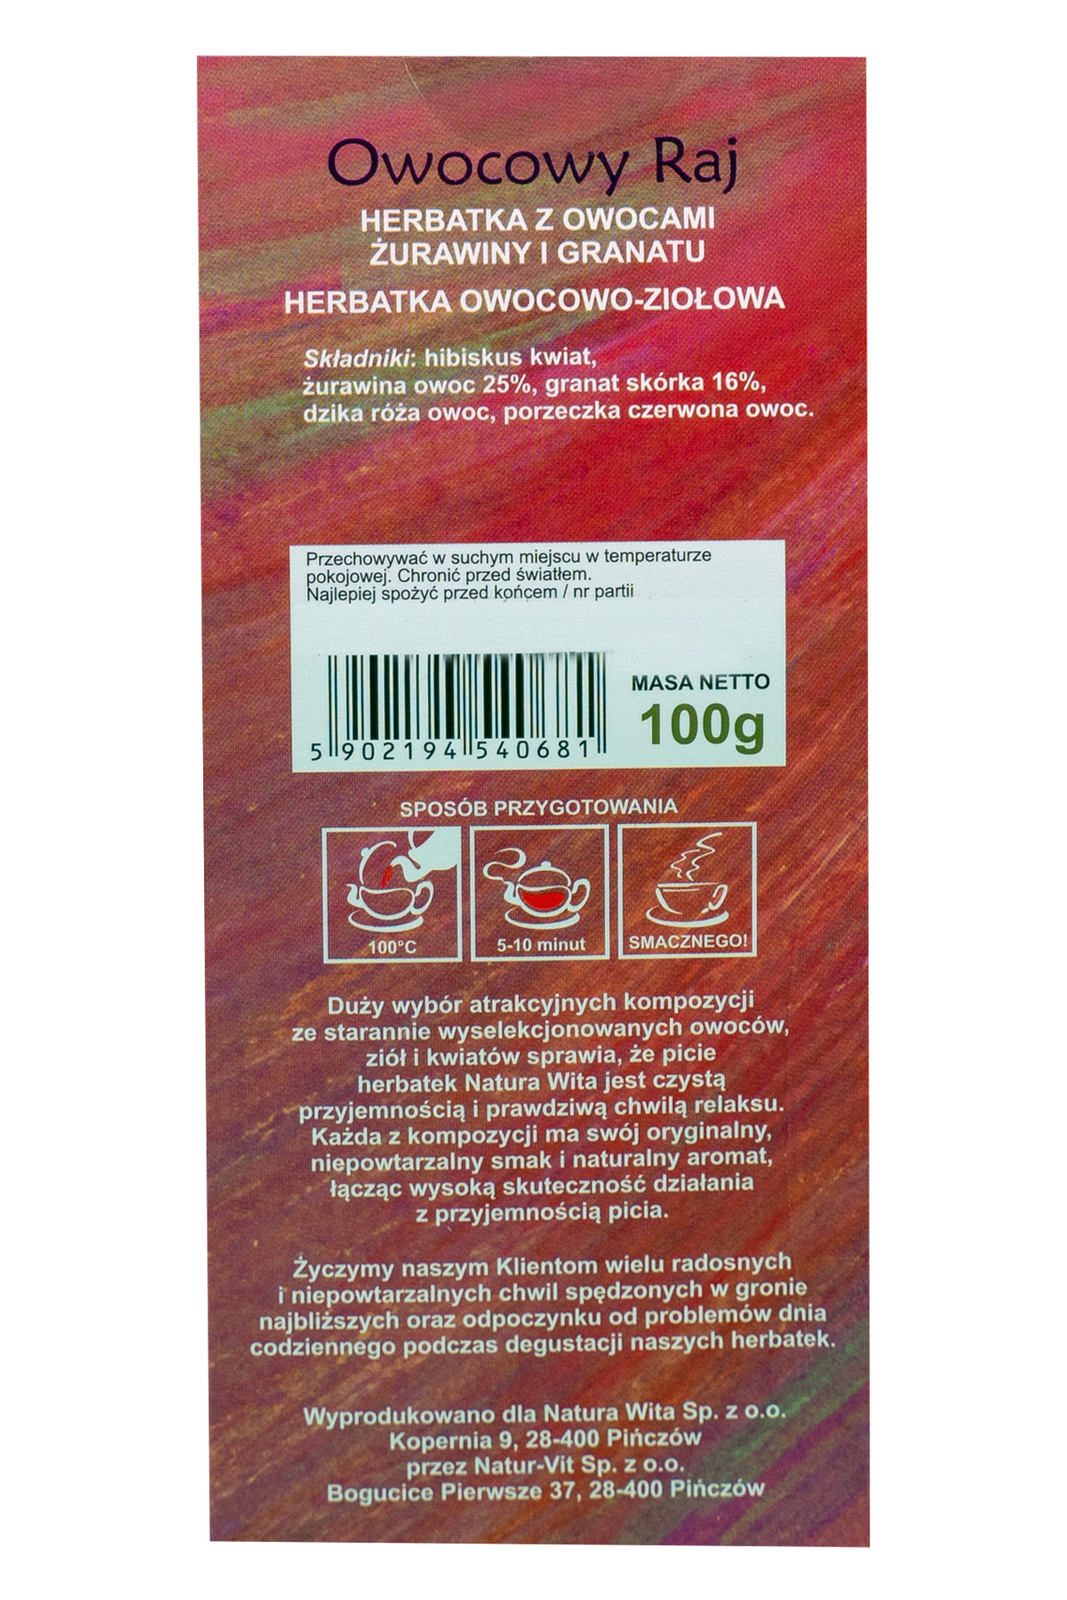 Owocowy Raj
HERBATKA Z OWOCAMI
ŻURAWINY I GRANATU
HERBATKA OWOCOWO-ZIOŁOWA
Składniki: hibiskus kwiat,
żurawina owoc 25%, granat skórka 16%,
dzika róża owoc, porzeczka czerwona owoc.
Przechowywać w suchym miejscu w temperaturze
pokojowej. Chronić przed światłem.
Najlepiej spożyć przed końcem / nr partii
MASA NETTO
100g
5 902194 540681
SPOSÓB PRZYGOTOWANIA
100°C
5-10 minut
SMACZNEGO!
Duży wybór atrakcyjnych kompozycji
ze starannie wyselekcjonowanych owoców,
ziół i kwiatów sprawia, że picie
herbatek Natura Wita jest czystą
przyjemnością i prawdziwą chwilą relaksu.
Każda z kompozycji ma swój oryginalny,
niepowtarzalny smak i naturalny aromat,
łącząc wysoką skuteczność działania
z przyjemnością picia.
Życzymy naszym Klientom wielu radosnych
i niepowtarzalnych chwil spędzonych w gronie
najbliższych oraz odpoczynku od problemów dnia
codziennego podczas degustacji naszych herbatek.
Wyprodukowano dla Natura Wita Sp. z o.o.
Kopernia 9, 28-400 Pińczów
przez Natur-Vit Sp. z o.o.
Bogucice Pierwsze 37, 28-400 Pińczów